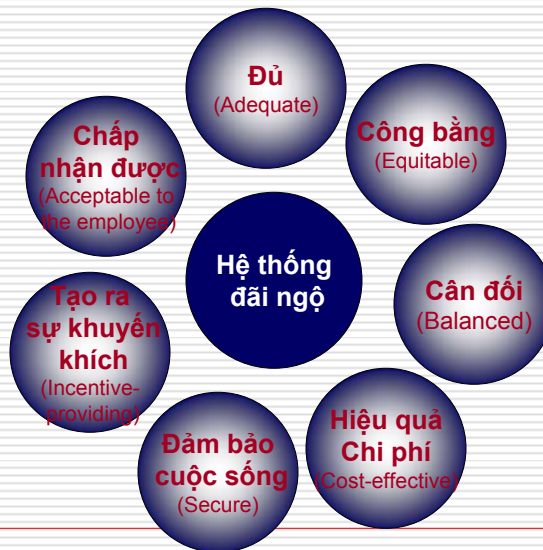 Đủ
(Adequate)
Công bằng
(Equitable)
Cân đối
(Balanced)
Hiệu quả
Chi phí
(Cost-effective)
Đảm bảo
cuộc sống
(Secure)
Tạo ra
sự khuyến
khích
(Incentive-
providing)
Chấp
nhận được
(Acceptable to
the employee)
Hệ thống
đãi ngộ